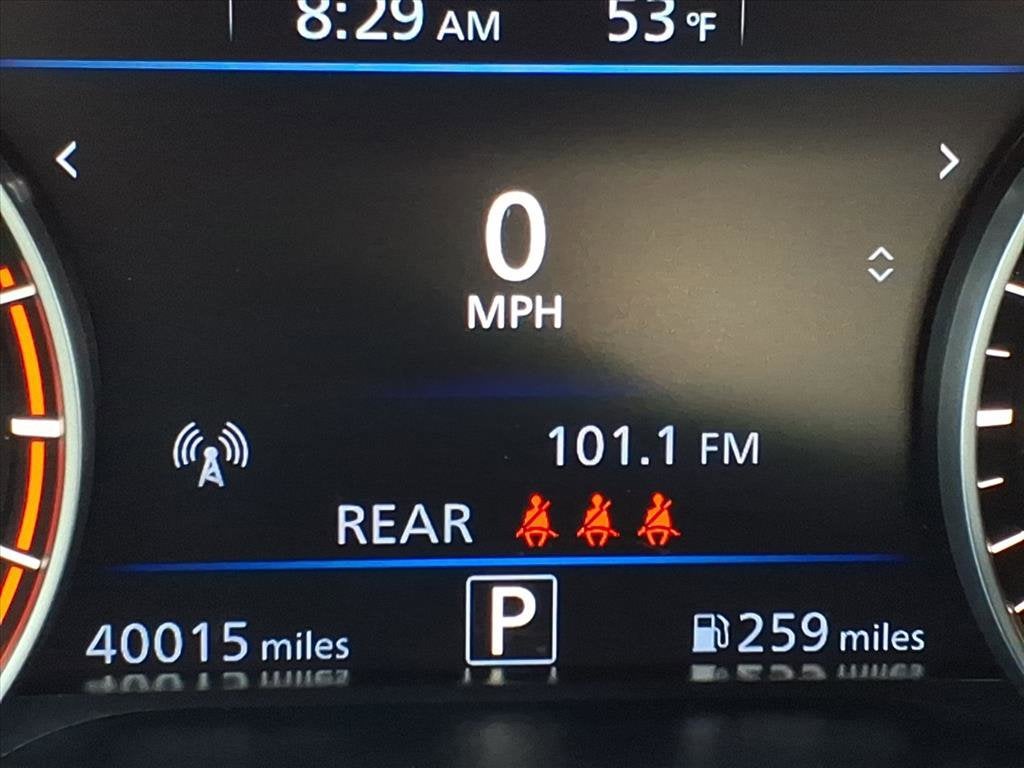 8:29 AM 53 °F
0
MPH
101.1 FM
REAR
P
40015 miles 259 miles